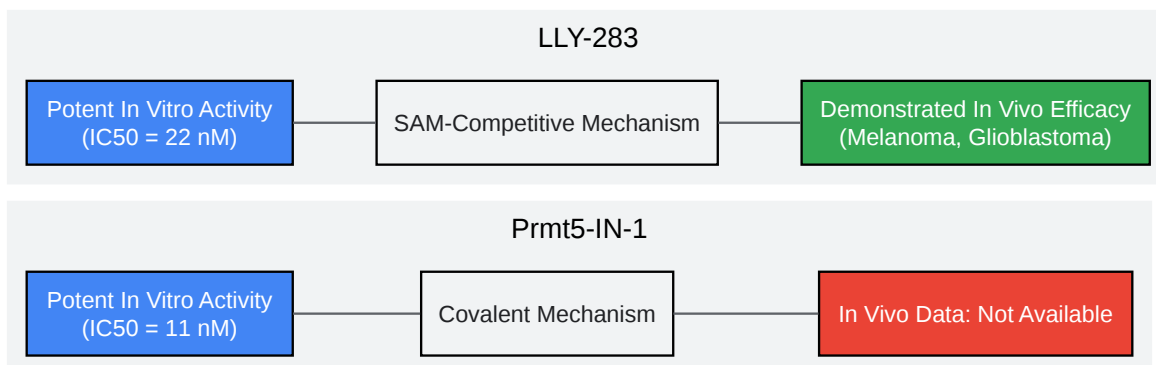 LLY-283
Potent In Vitro Activity
(IC50 = 22 nM)
SAM-Competitive Mechanism
Demonstrated In Vivo Efficacy
(Melanoma, Glioblastoma)
Prmt5-IN-1
Potent In Vitro Activity
(IC50 = 11 nM)
Covalent Mechanism
In Vivo Data: Not Available